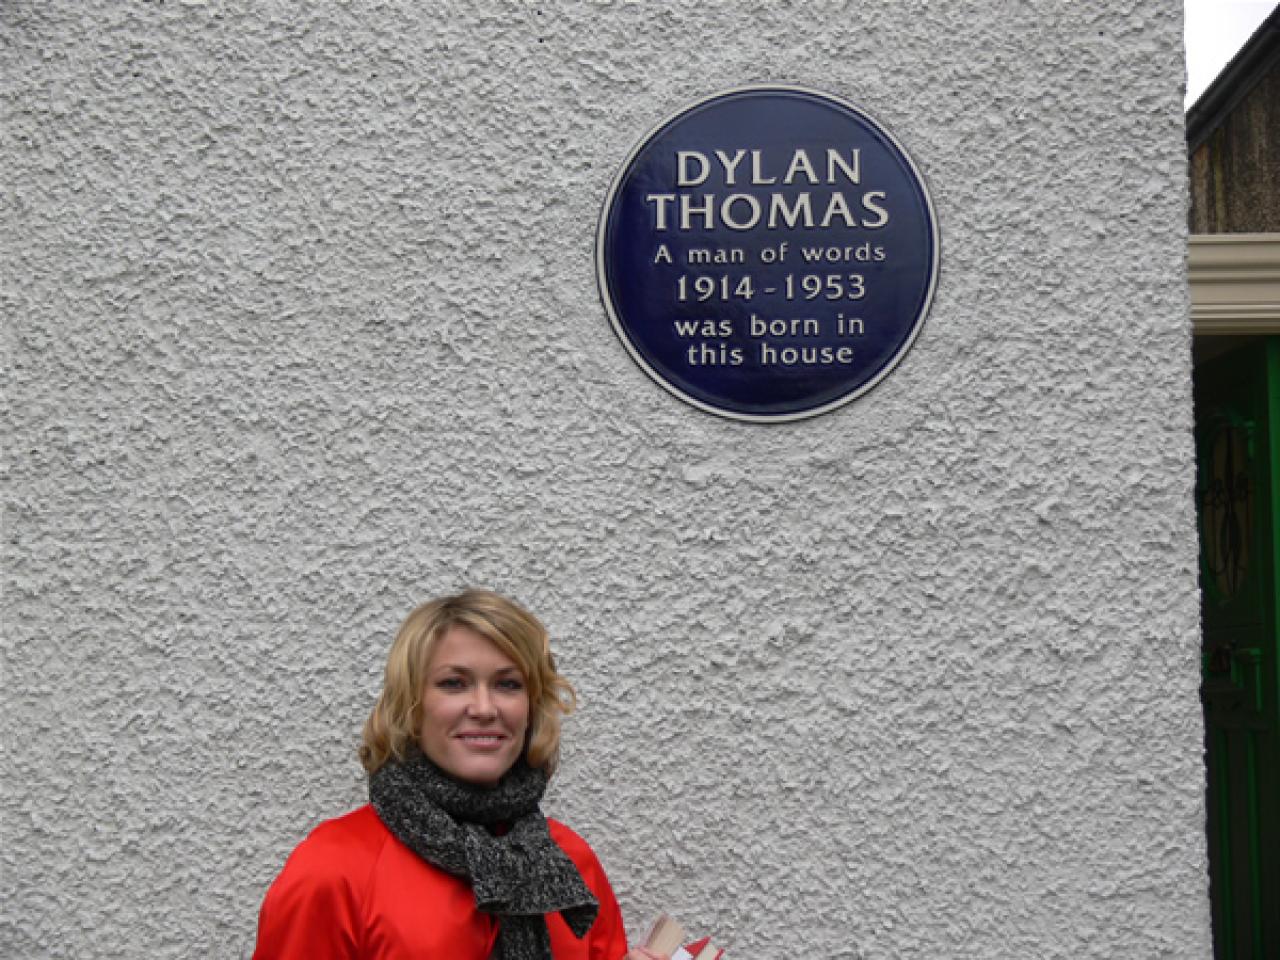 DYLAN
THOMAS
A man of words
1914 - 1953
was born in
this house